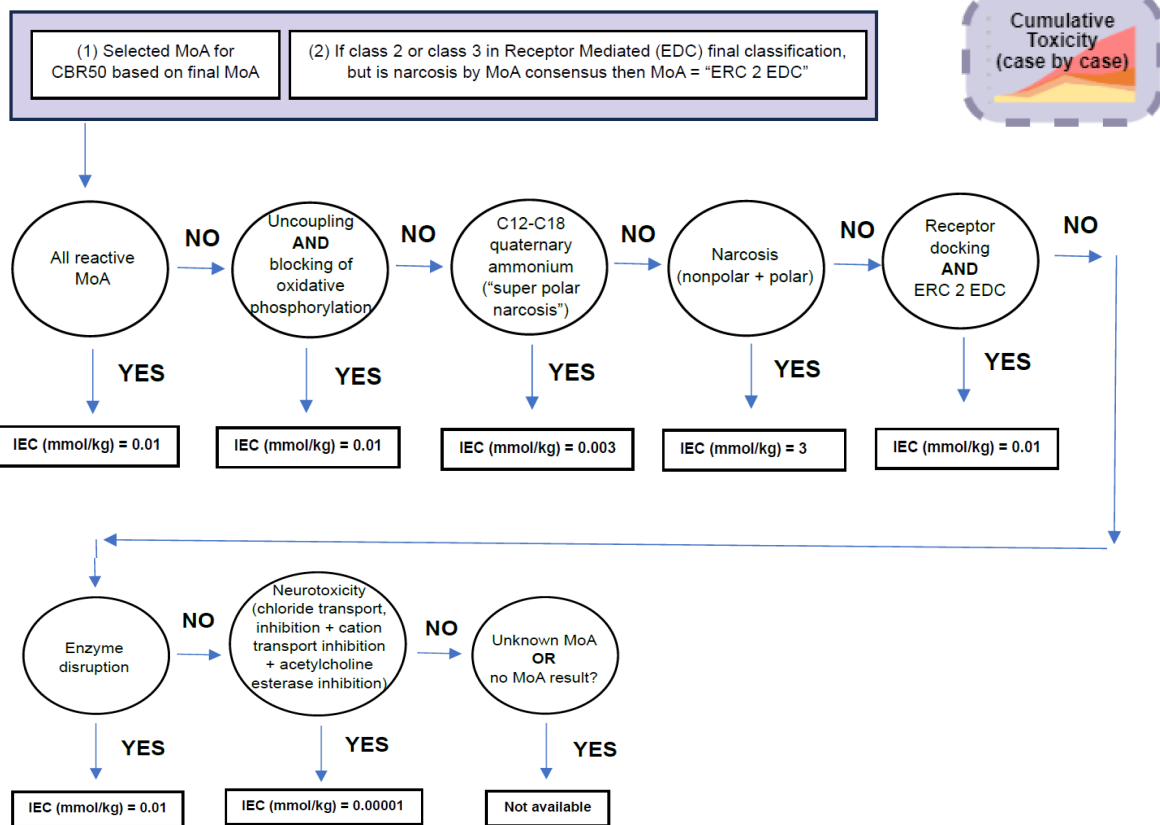 (1) Selected MoA for
CBR50 based on final MoA
(2) If class 2 or class 3 in Receptor Mediated (EDC) final classification,
but is narcosis by MoA consensus then MoA = “ERC 2 EDC”
Cumulative
Toxicity
(case by case)
All reactive
MoA
NO
Uncoupling
AND
blocking of
oxidative
phosphorylation
NO
C12-C18
quaternary
ammonium
(“super polar
narcosis”)
NO
Narcosis
(nonpolar + polar)
NO
Receptor
docking
AND
ERC 2 EDC
NO
YES
YES
YES
YES
YES
IEC (mmol/kg) = 0.01
IEC (mmol/kg) = 0.01
IEC (mmol/kg) = 0.003
IEC (mmol/kg) = 3
IEC (mmol/kg) = 0.01
Enzyme
disruption
NO
Neurotoxicity
(chloride transport,
inhibition + cation
transport inhibition
+ acetylcholine
esterase inhibition)
NO
Unknown MoA
OR
no MoA result?
YES
YES
YES
IEC (mmol/kg) = 0.01
IEC (mmol/kg) = 0.00001
Not available